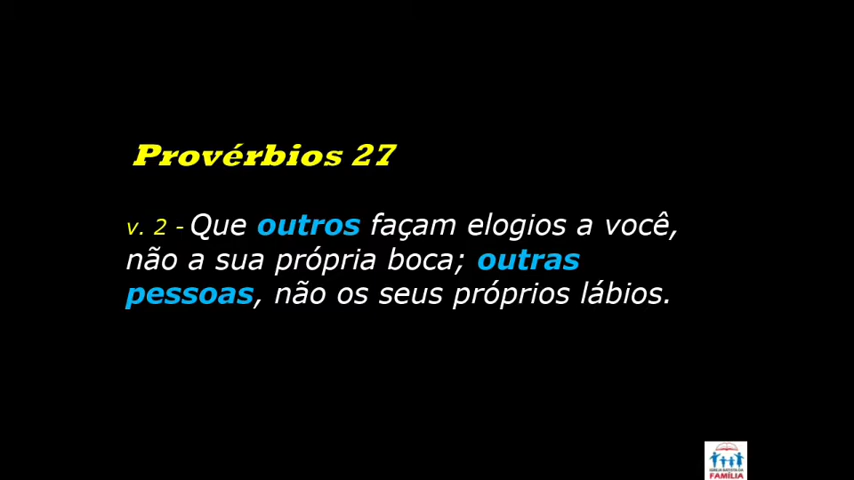 Provérbios 27
v. 2 - Que outros façam elogios a você,
não a sua própria boca; outras
pessoas, não os seus próprios lábios.
FAMÍLIA